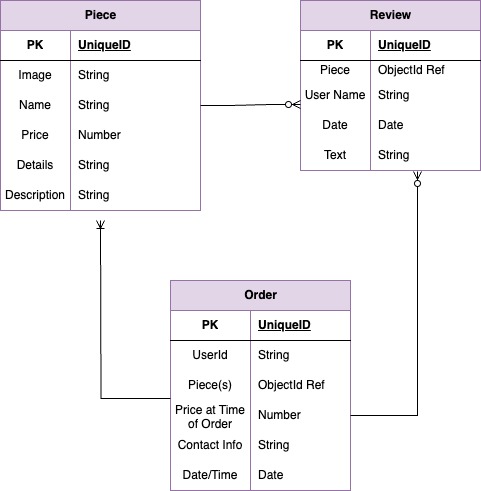 Piece
PK UniqueID
Image String
Name String
Price Number
Details String
Description String
Review
PK UniqueID
Piece ObjectId Ref
User Name String
Date Date
Text String
Order
PK UniqueID
UserId String
Piece(s) ObjectId Ref
Price at Time
of Order Number
Contact Info String
Date/Time Date